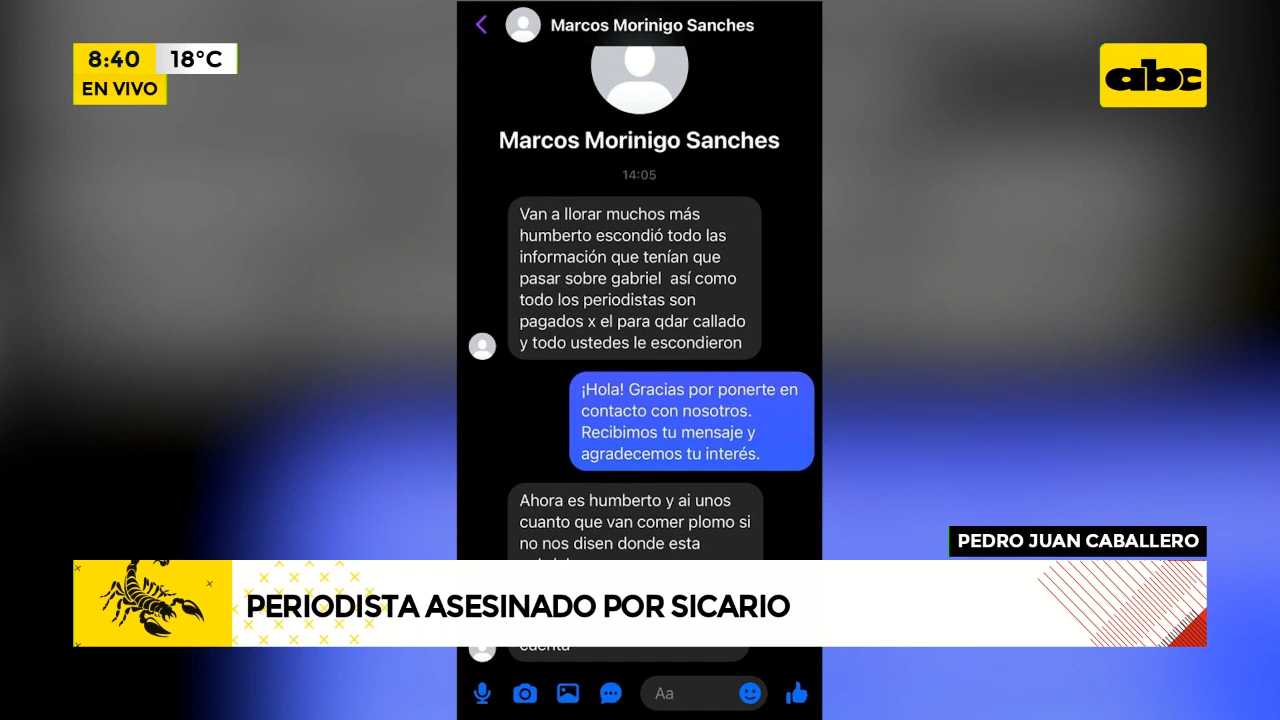 Marcos Morinigo Sanches
8:40 18°C
EN VIVO
abc
Marcos Morinigo Sanches
14:05
Van a llorar muchos más
humberto escondió todo las
información que tenían que
pasar sobre gabriel  así como
todo los periodistas son
pagados x el para qdar callado
y todo ustedes le escondieron
¡Hola! Gracias por ponerte en
contacto con nosotros.
Recibimos tu mensaje y
agradecemos tu interés.
Ahora es humberto y ai unos
cuanto que van comer plomo si
no nos disen donde esta
PEDRO JUAN CABALLERO
PERIODISTA ASESINADO POR SICARIO
cuenta
Aa